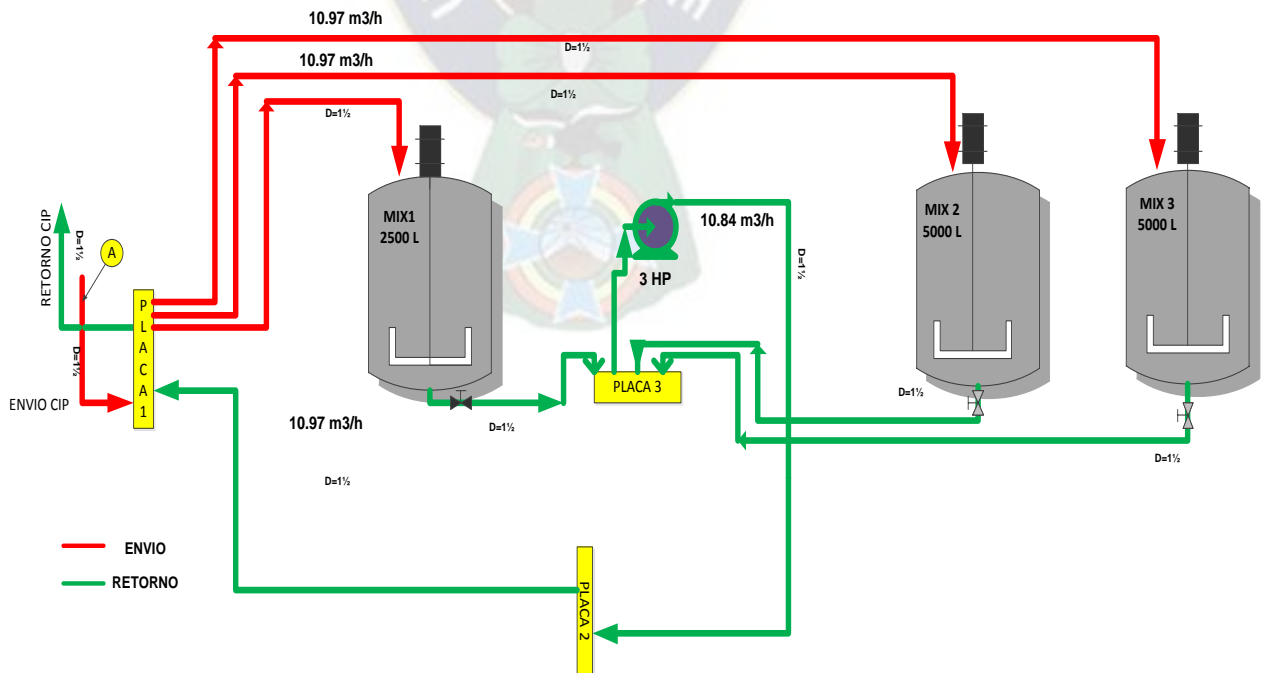 10.97 m3/h
D=1½
10.97 m3/h
D=1½
D=1½
MIX1
2500 L
MIX 2
5000 L
MIX 3
5000 L
RETORNO CIP
D=1½
A
10.84 m3/h
3 HP
D=1½
PLACA 1
D=1½
ENVIO CIP
PLACA 3
D=1½
D=1½
10.97 m3/h
D=1½
D=1½
ENVIO
RETORNO
PLACA 2